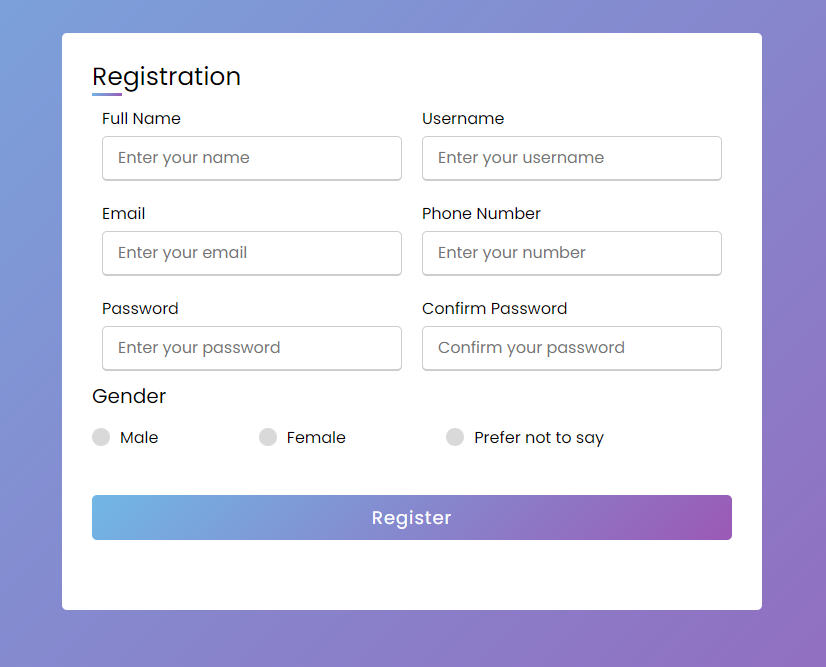 Registration
Full Name Username
Enter your name Enter your username
Email Phone Number
Enter your email Enter your number
Password Confirm Password
Enter your password Confirm your password
Gender
Male Female Prefer not to say
Register